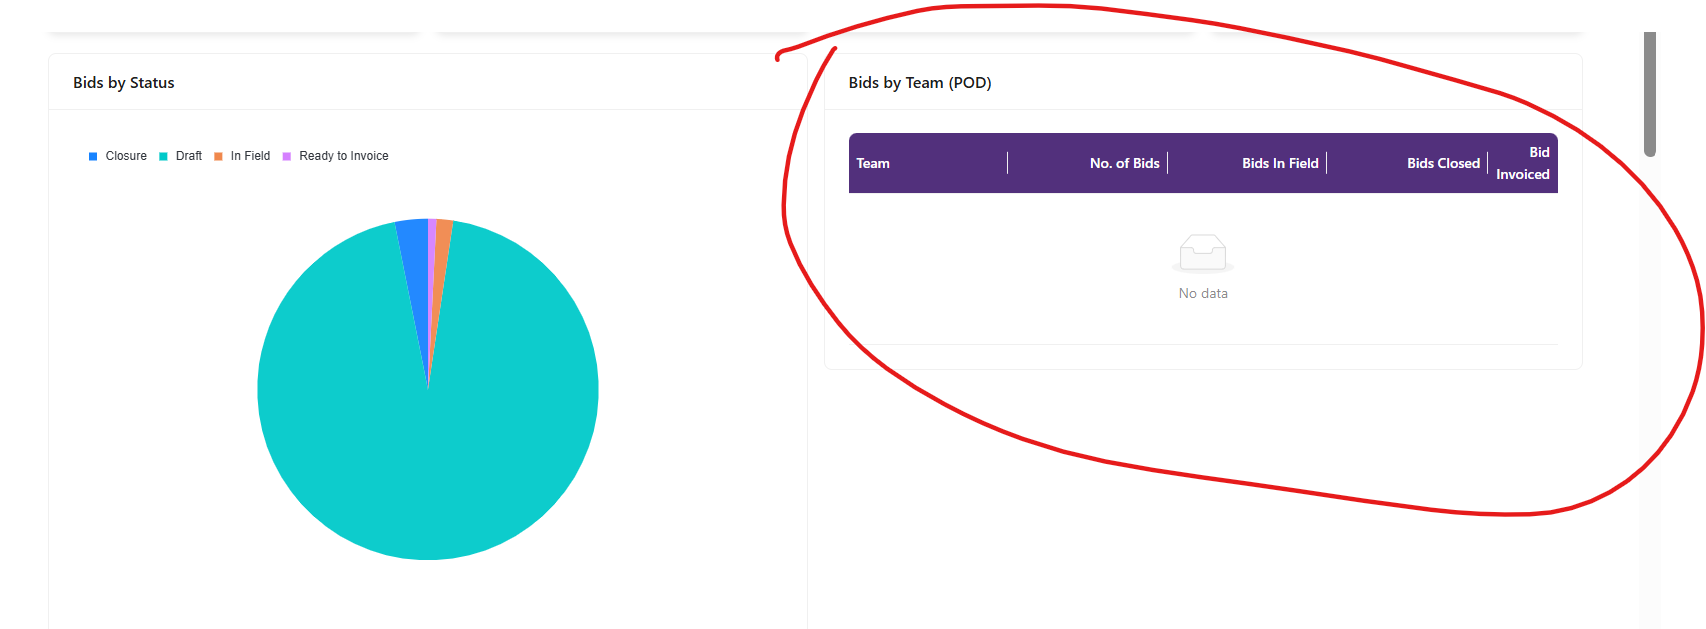 Bids by Status
Closure Draft In Field Ready to Invoice
Bids by Team (POD)
Team No. of Bids Bids In Field Bids Closed Bid Invoiced
No data